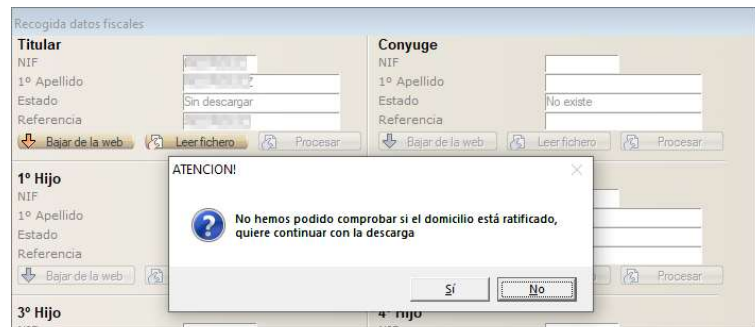 Recogida datos fiscales
Titular
NIF
1º Apellido
Estado Sin descargar
Referencia
Bajar de la web Leer fichero Procesar
Conyuge
NIF
1º Apellido
Estado No existe
Referencia
Bajar de la web Leer fichero Procesar
1º Hijo
NIF
1º Apellido
Estado
Referencia
Bajar de la web
Procesar
ATENCION!
No hemos podido comprobar si el domicilio está ratificado,
quiere continuar con la descarga
Sí No
3º Hijo
4º Hijo